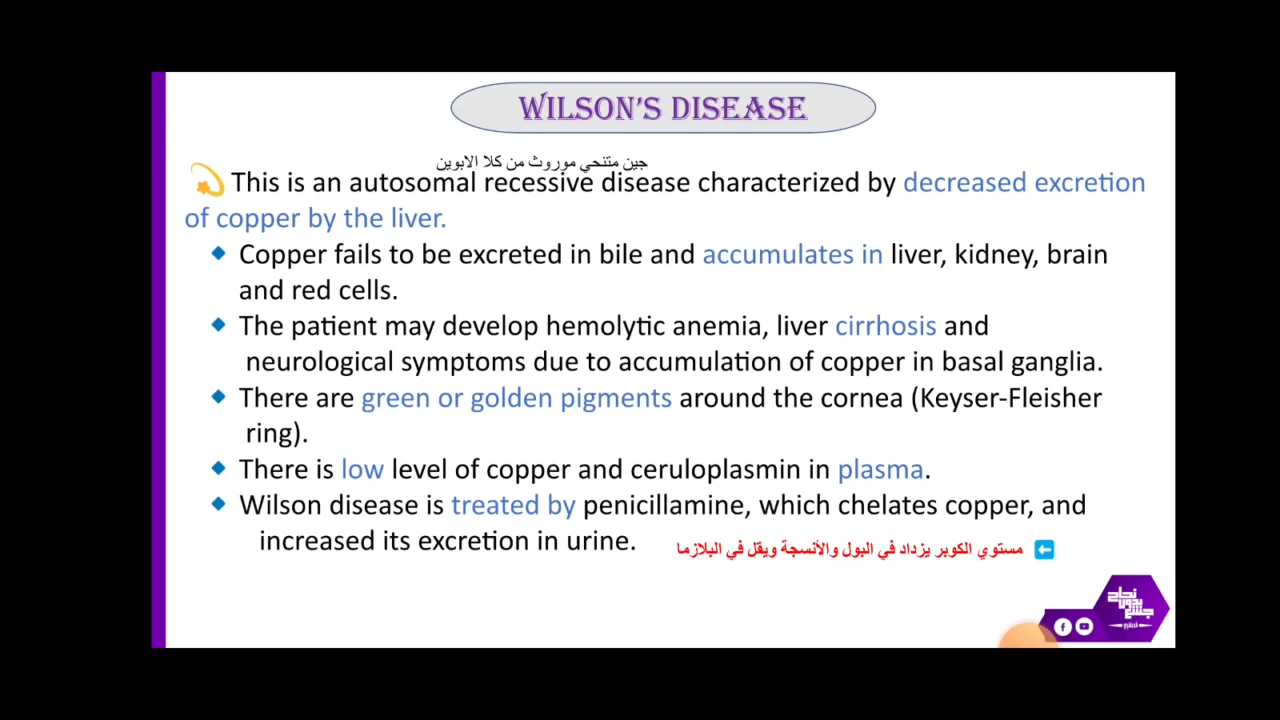 WILSON'S DISEASE
جين متنحي موروث من كلا الابوين
This is an autosomal recessive disease characterized by decreased excretion
of copper by the liver.
Copper fails to be excreted in bile and accumulates in liver, kidney, brain
and red cells.
The patient may develop hemolytic anemia, liver cirrhosis and
neurological symptoms due to accumulation of copper in basal ganglia.
There are green or golden pigments around the cornea (Keyser-Fleisher
ring).
There is low level of copper and ceruloplasmin in plasma.
Wilson disease is treated by penicillamine, which chelates copper, and
increased its excretion in urine.
مستوي الكوبر يزداد في البول والأنسجة ويقل في البلازما